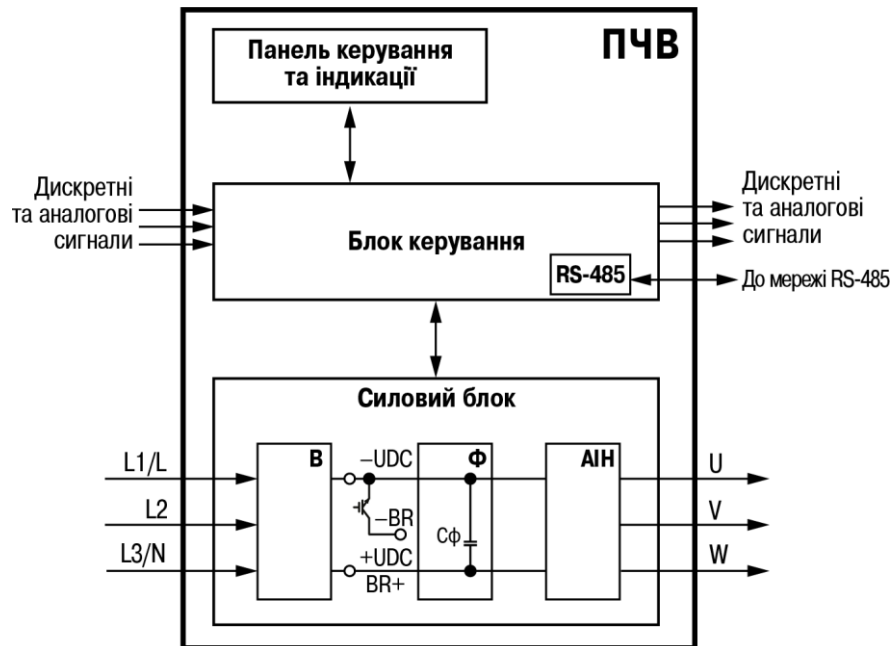 ПЧВ
Панель керування
та індикації
Дискретні
та аналогові
сигнали
Блок керування
RS-485
Дискретні
та аналогові
сигнали
До мережі RS-485
Силовий блок
L1/L
L2
L3/N
В
–UDC
–BR
+UDC
BR+
Ф
Cф
АІН
U
V
W